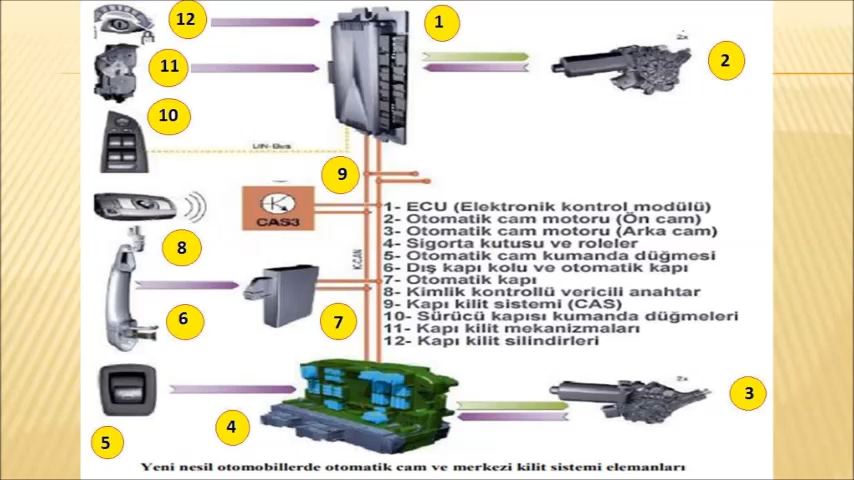 12
1
2x
2
11
10
LIN-Bus
9
CAS3
K-CAN
8
6
7
1- ECU (Elektronik kontrol modülü)
2- Otomatik cam motoru (Ön cam)
3- Otomatik cam motoru (Arka cam)
4- Sigorta kutusu ve roleler
5- Otomatik cam kumanda düğmesi
6- Dış kapı kolu ve otomatik kapı
7- Otomatik kapı
8- Kimlik kontrollü vericili anahtar
9- Kapı kilit sistemi (CAS)
10- Sürücü kapısı kumanda düğmeleri
11- Kapı kilit mekanizmaları
12- Kapı kilit silindirleri
2x
3
4
5
Yeni nesil otomobillerde otomatik cam ve merkezi kilit sistemi elemanları